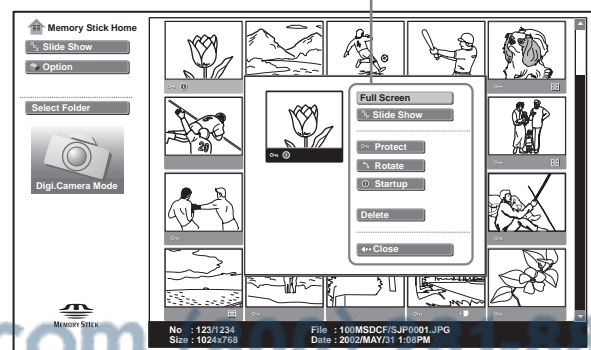 Memory Stick Home
Slide Show
Option
Select Folder
Digi.Camera Mode
MEMORY STICK
20
Full Screen
Slide Show
Protect
Rotate
Startup
Delete
Close
No : 123/1234
Size : 1024x768
File : 100MSDCF/SJP0001.JPG
Date : 2002/MAY/31 1:08PM